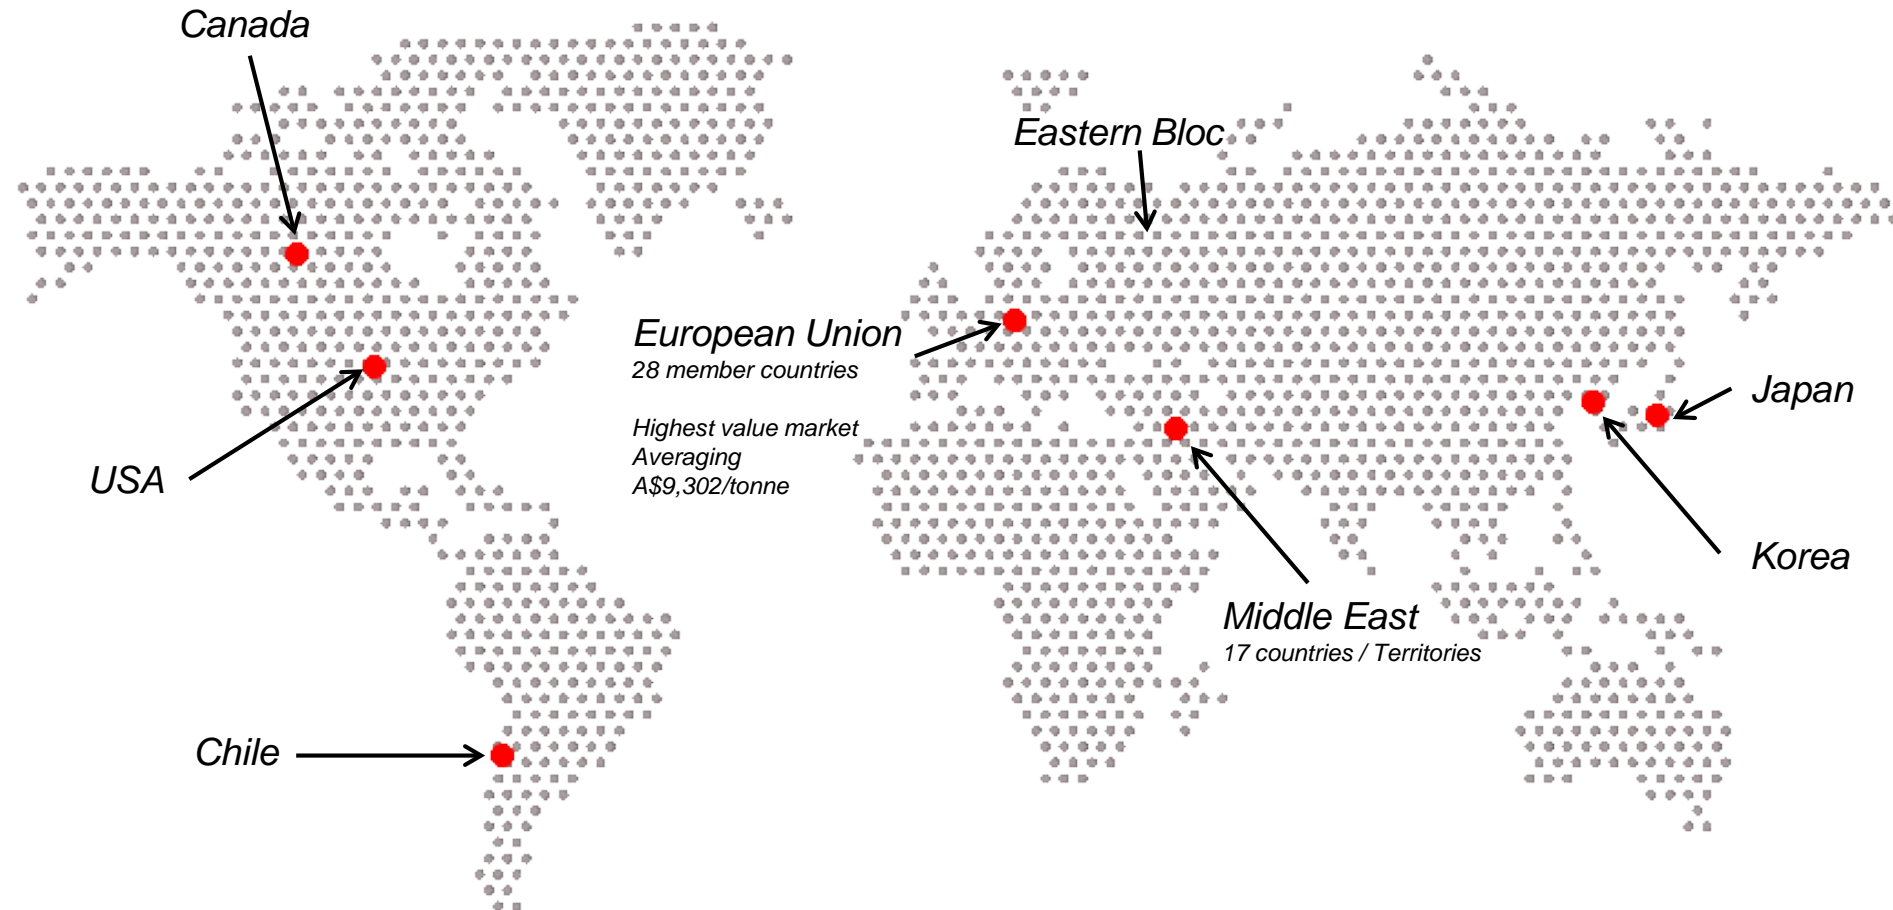 Canada
Eastern Bloc
European Union
28 member countries
Highest value market
Averaging
A$9,302/tonne
Japan
USA
Korea
Middle East
17 countries / Territories
Chile